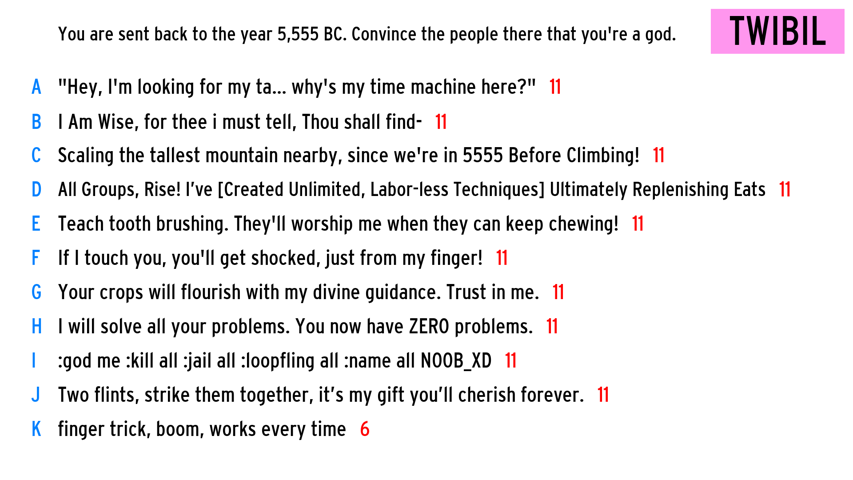 You are sent back to the year 5,555 BC. Convince the people there that you're a god.
TWIBIL
A "Hey, I'm looking for my ta... why's my time machine here?" 11
B I Am Wise, for thee i must tell, Thou shall find- 11
C Scaling the tallest mountain nearby, since we're in 5555 Before Climbing! 11
D All Groups, Rise! I’ve [Created Unlimited, Labor-less Techniques] Ultimately Replenishing Eats 11
E Teach tooth brushing. They'll worship me when they can keep chewing! 11
F If I touch you, you'll get shocked, just from my finger! 11
G Your crops will flourish with my divine guidance. Trust in me. 11
H I will solve all your problems. You now have ZERO problems. 11
I :god me :kill all :jail all :loopfling all :name all NOOB_XD 11
J Two flints, strike them together, it’s my gift you’ll cherish forever. 11
K finger trick, boom, works every time 6